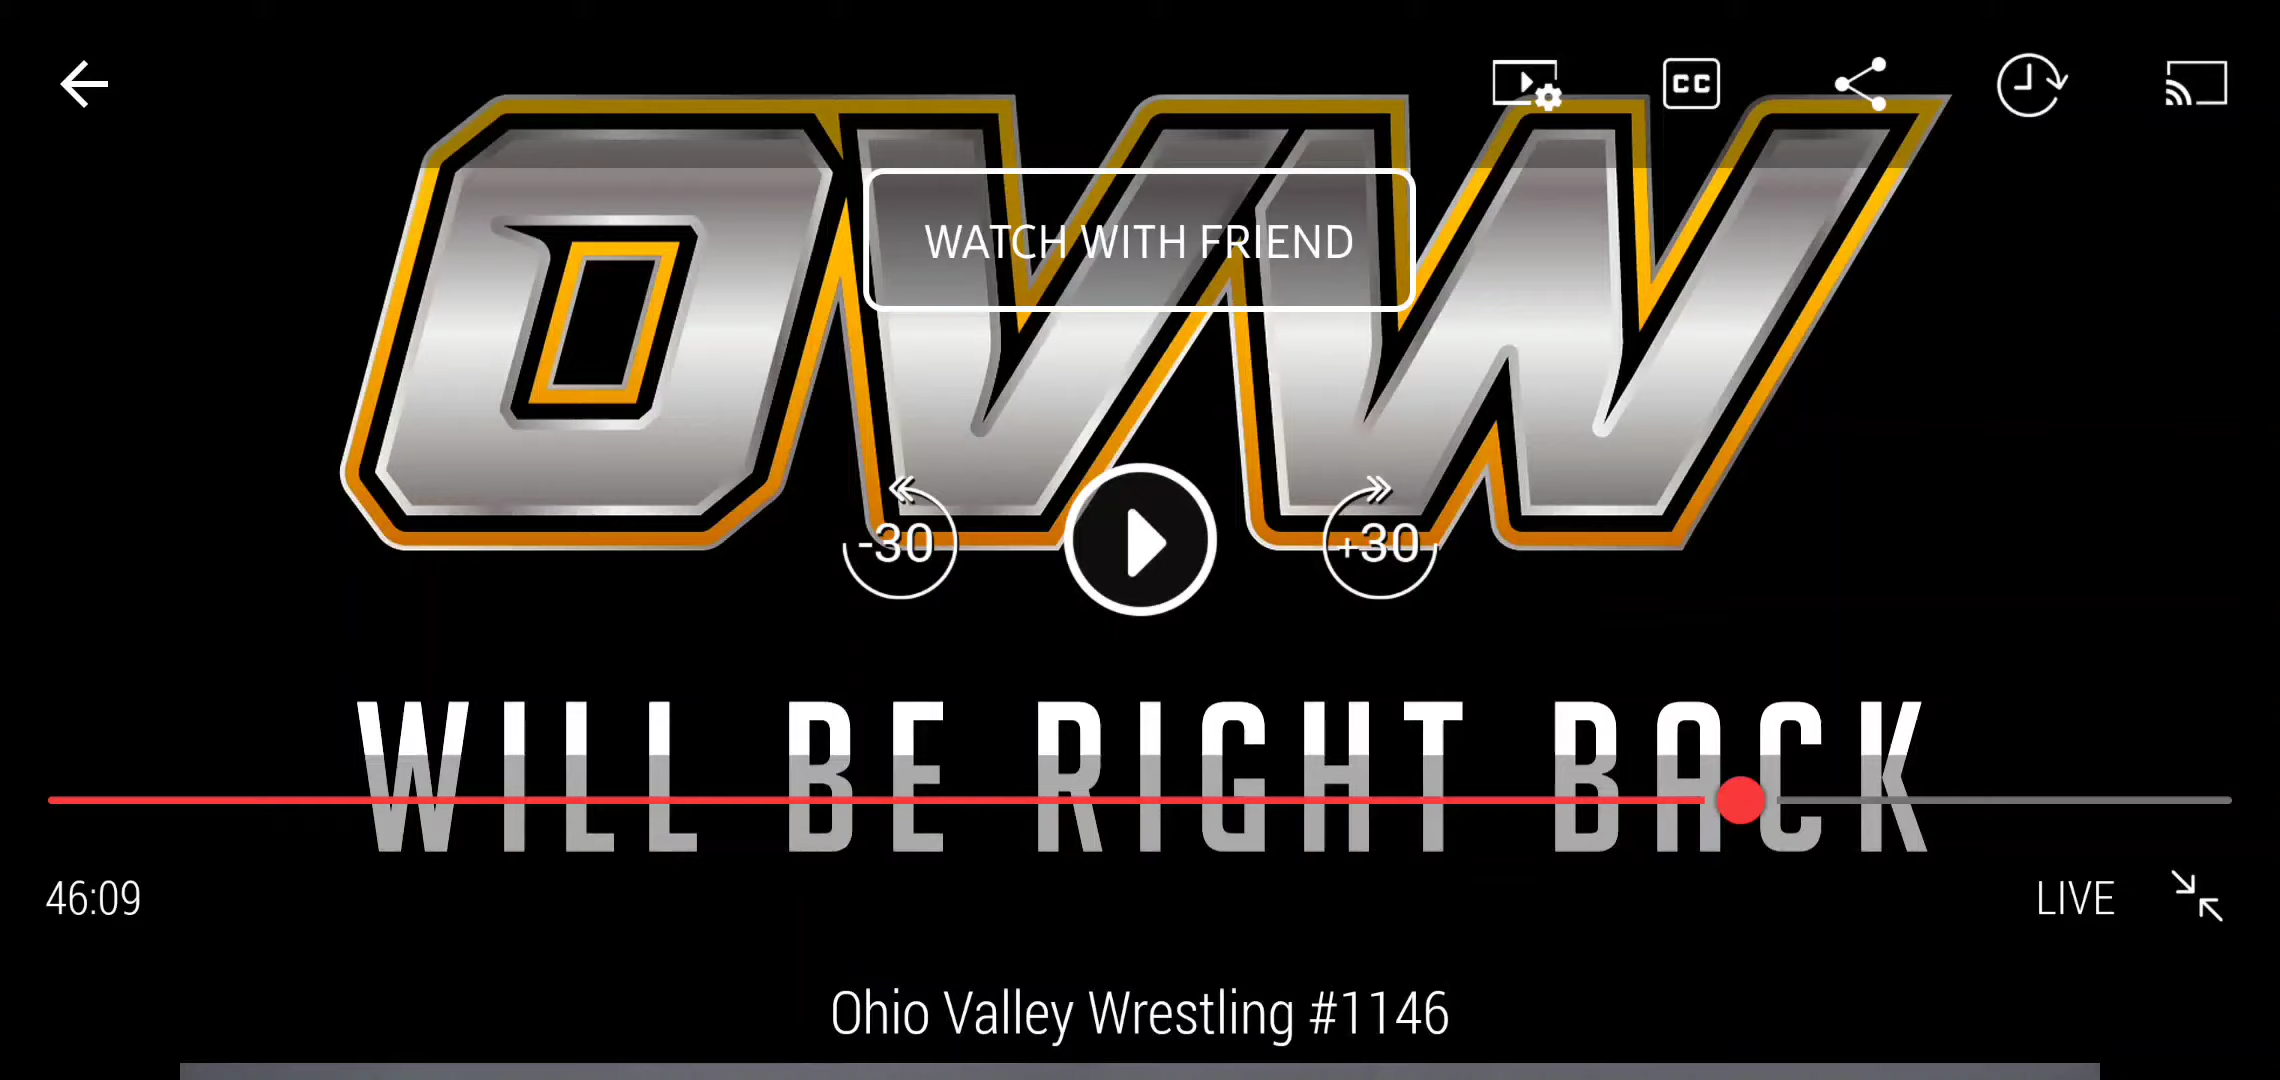 CC
OVW
WATCH WITH FRIEND
-30
+30
WILL BE RIGHT BACK
46:09
LIVE
Ohio Valley Wrestling #1146